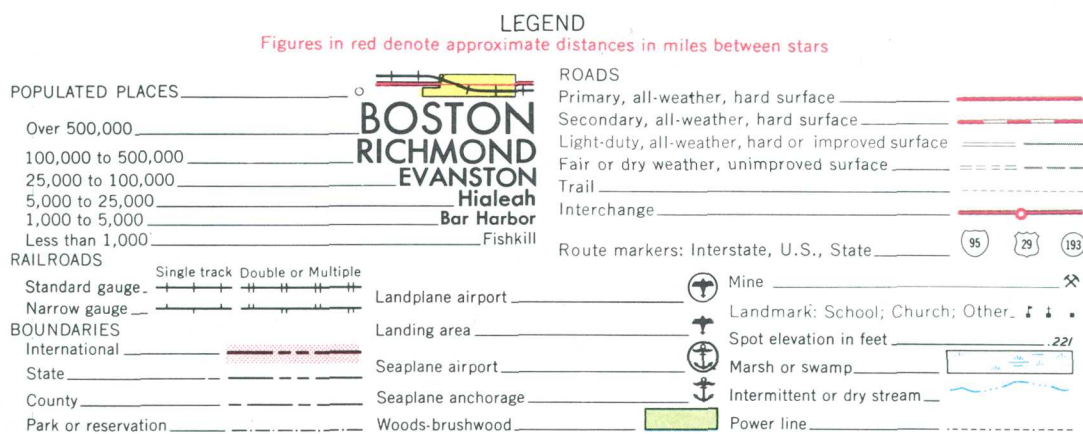 LEGEND
Figures in red denote approximate distances in miles between stars
POPULATED PLACES
Over 500,000 BOSTON
100,000 to 500,000 RICHMOND
25,000 to 100,000 EVANSTON
5,000 to 25,000 Hialeah
1,000 to 5,000 Bar Harbor
Less than 1,000 Fishkill
RAILROADS
Single track Double or Multiple
Standard gauge
Narrow gauge
BOUNDARIES
International
State
County
Park or reservation
Landplane airport
Landing area
Seaplane airport
Seaplane anchorage
Woods-brushwood
ROADS
Primary, all-weather, hard surface
Secondary, all-weather, hard surface
Light-duty, all-weather, hard or improved surface
Fair or dry weather, unimproved surface
Trail
Interchange
Route markers: Interstate, U.S., State 95 29 193
Mine
Landmark: School; Church; Other
Spot elevation in feet .221
Marsh or swamp
Intermittent or dry stream
Power line